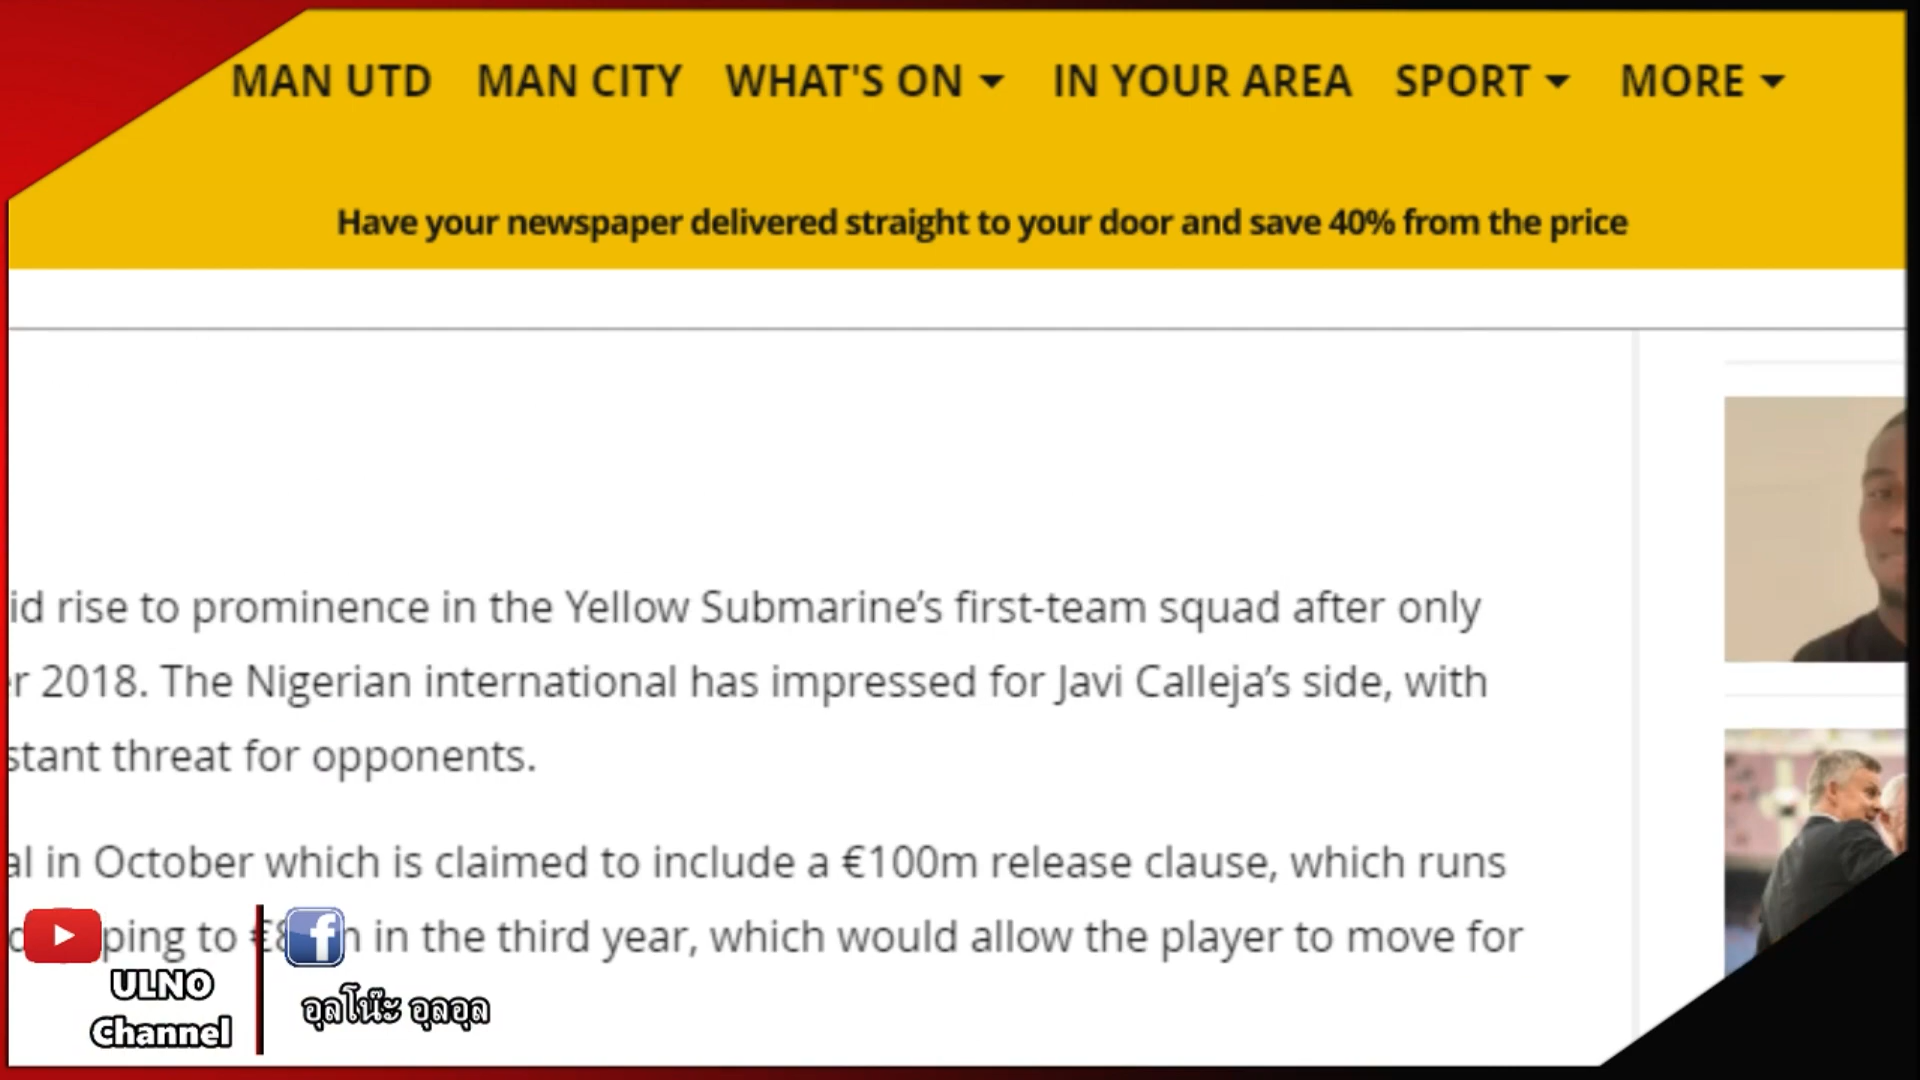 MAN UTD MAN CITY WHAT'S ON IN YOUR AREA SPORT MORE
Have your newspaper delivered straight to your door and save 40% from the price
id rise to prominence in the Yellow Submarine’s first-team squad after only
r 2018. The Nigerian international has impressed for Javi Calleja’s side, with
stant threat for opponents.
al in October which is claimed to include a €100m release clause, which runs
ping to in the third year, which would allow the player to move for
ULNO
Channel
อุลโน๊ะ อุลอุล